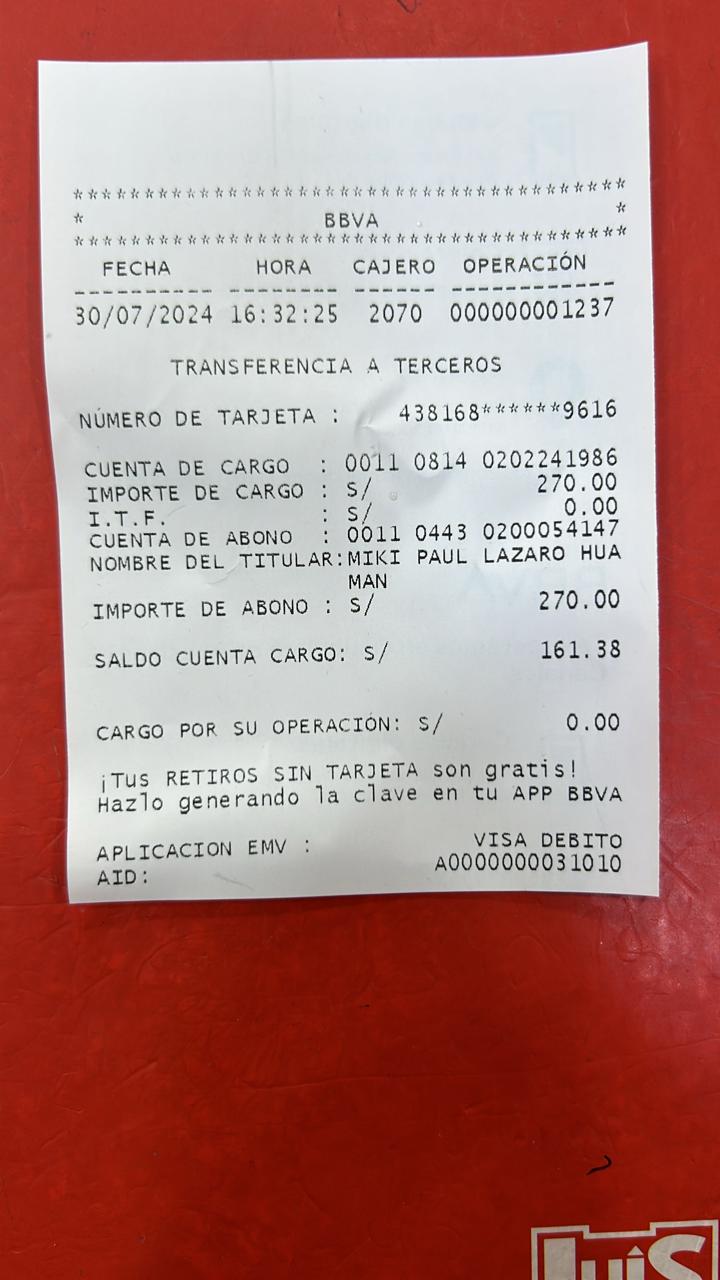 ****************************************
* BBVA *
****************************************
FECHA HORA CAJERO OPERACIÓN
---------- -------- ------ ------------
30/07/2024 16:32:25 2070 000000001237
TRANSFERENCIA A TERCEROS
NÚMERO DE TARJETA : 438168******9616
CUENTA DE CARGO : 0011 0814 0202241986
IMPORTE DE CARGO : S/ 270.00
I.T.F. : S/ 0.00
CUENTA DE ABONO : 0011 0443 0200054147
NOMBRE DEL TITULAR:MIKI PAUL LAZARO HUA
MAN
IMPORTE DE ABONO : S/ 270.00
SALDO CUENTA CARGO: S/ 161.38
CARGO POR SU OPERACIÓN: S/ 0.00
¡Tus RETIROS SIN TARJETA son gratis!
Hazlo generando la clave en tu APP BBVA
APLICACION EMV : VISA DEBITO
AID: A0000000031010
LUIS